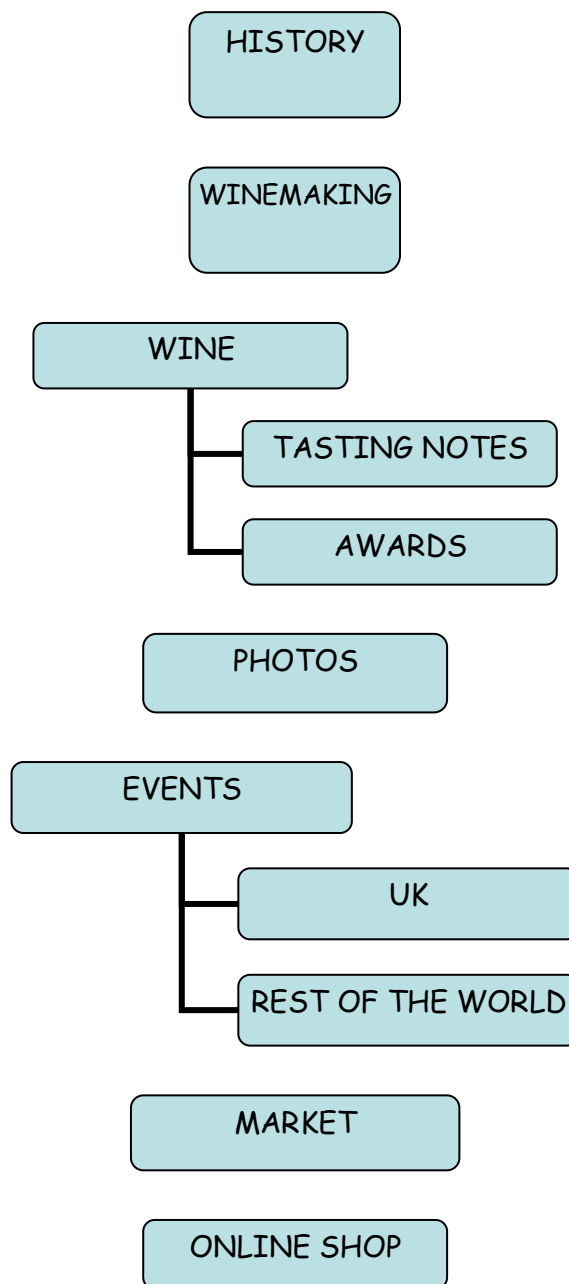 HISTORY
WINEMAKING
WINE
TASTING NOTES
AWARDS
PHOTOS
EVENTS
UK
REST OF THE WORLD
MARKET
ONLINE SHOP